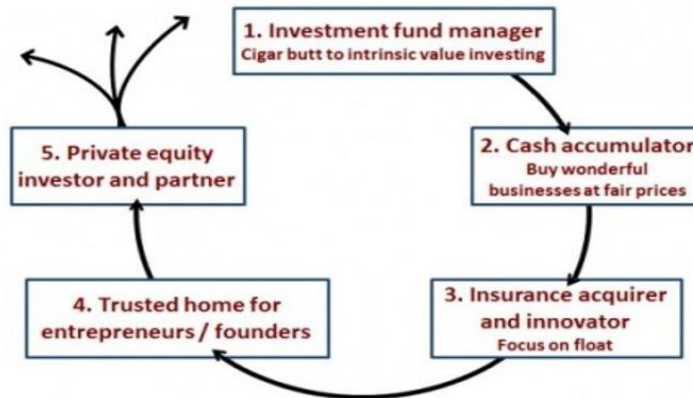 1. Investment fund manager
Cigar butt to intrinsic value investing
2. Cash accumulator
Buy wonderful
businesses at fair prices
3. Insurance acquirer
and innovator
Focus on float
4. Trusted home for
entrepreneurs / founders
5. Private equity
investor and partner